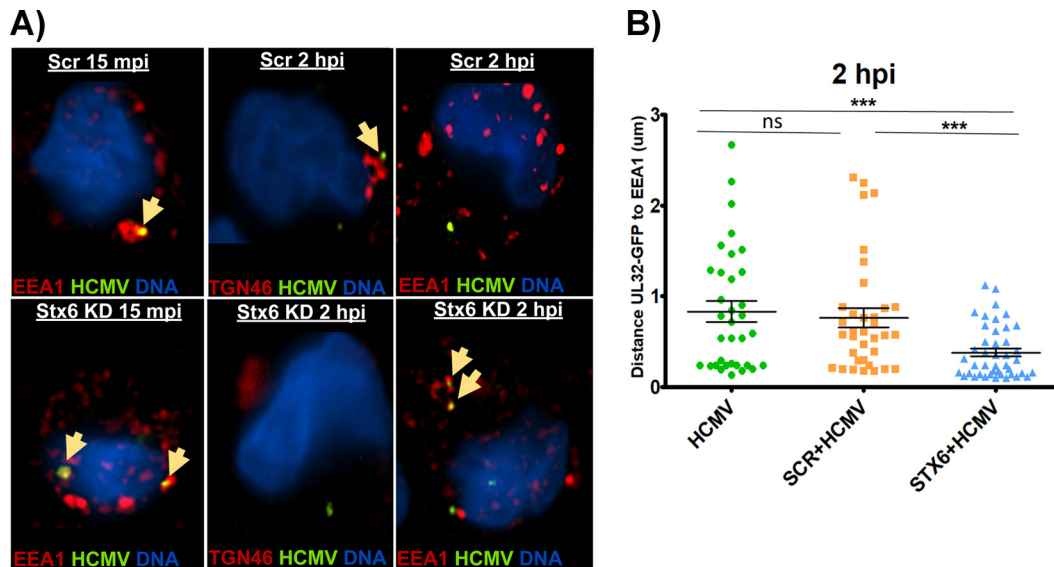 A)
Scr 15 mpi
Scr 2 hpi
Scr 2 hpi
EEA1 HCMV DNA
TGN46 HCMV DNA
EEA1 HCMV DNA
Stx6 KD 15 mpi
Stx6 KD 2 hpi
Stx6 KD 2 hpi
EEA1 HCMV DNA
TGN46 HCMV DNA
EEA1 HCMV DNA
B)
2 hpi
***
ns
***
Distance UL32-GFP to EEA1 (um)
3
2
1
0
HCMV
SCR+HCMV
STX6+HCMV